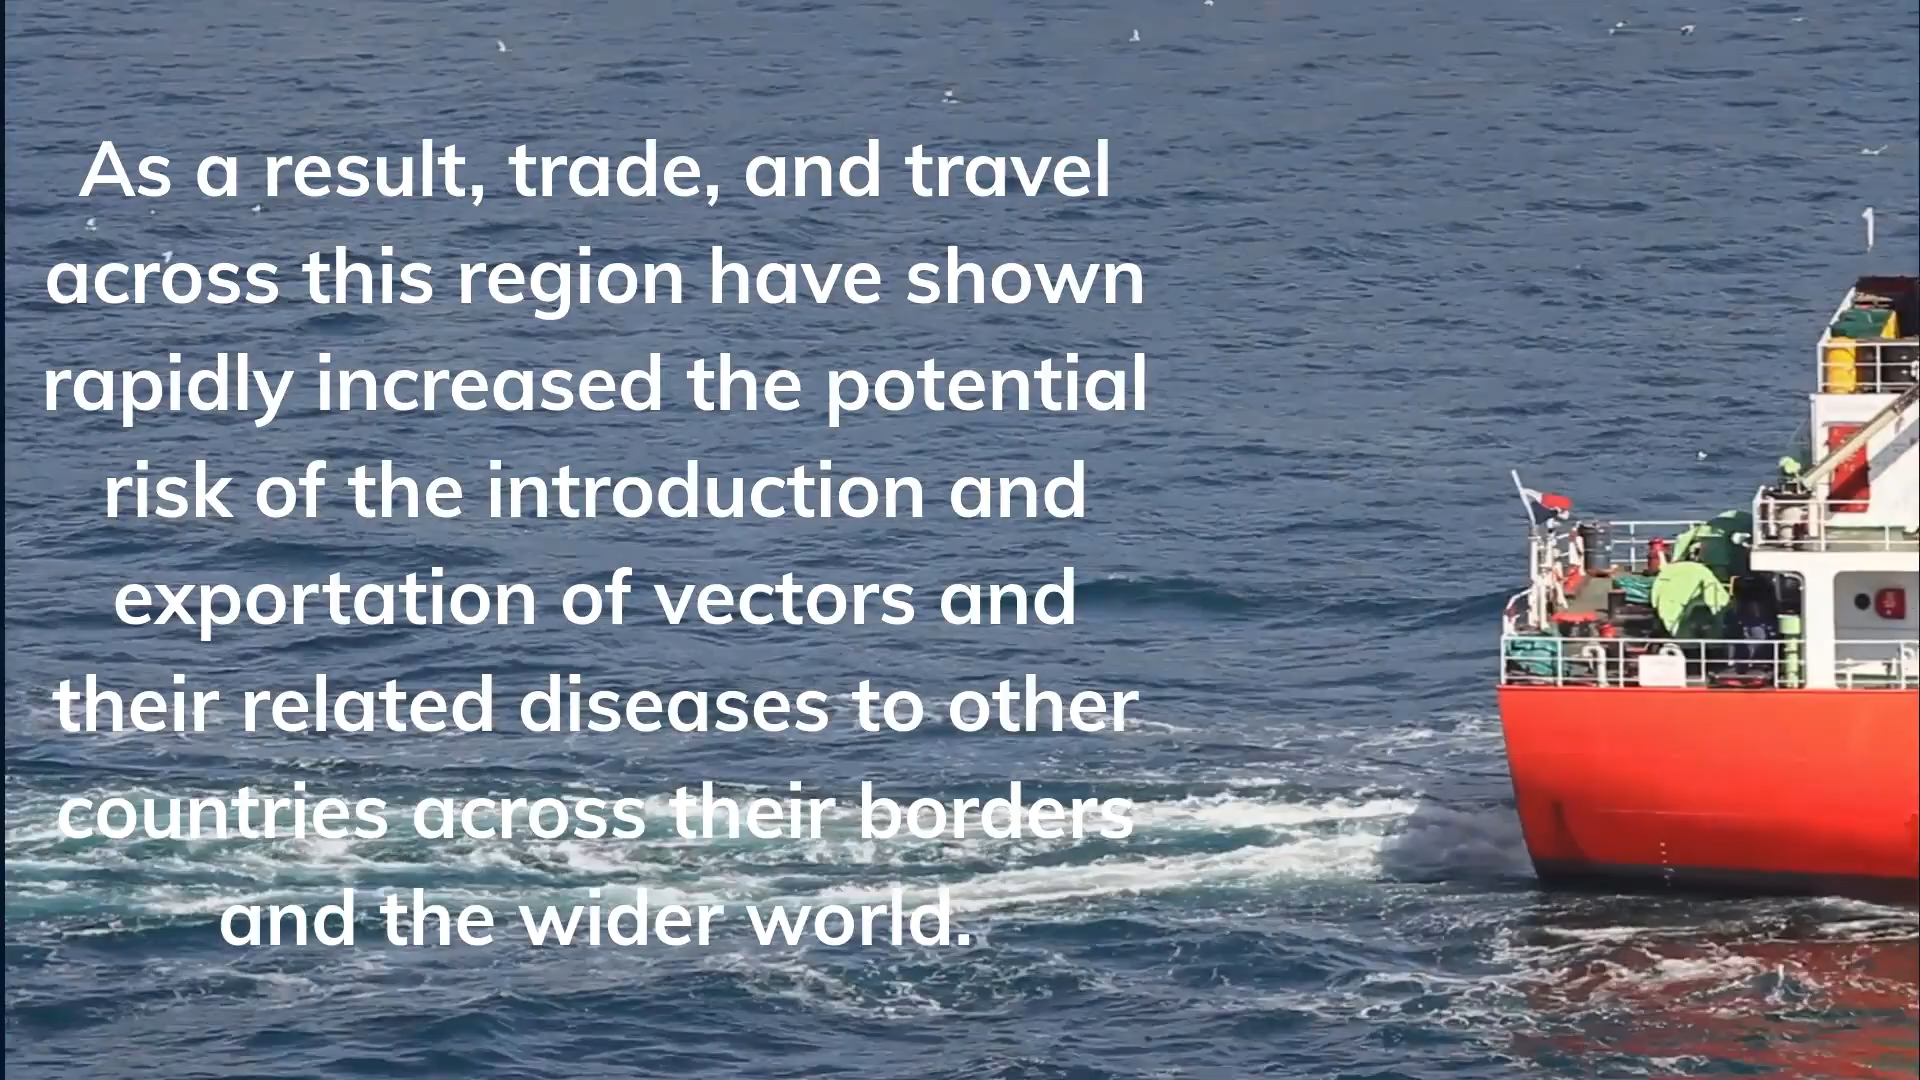 As a result, trade, and travel
across this region have shown
rapidly increased the potential
risk of the introduction and
exportation of vectors and
their related diseases to other
countries across their borders
and the wider world.